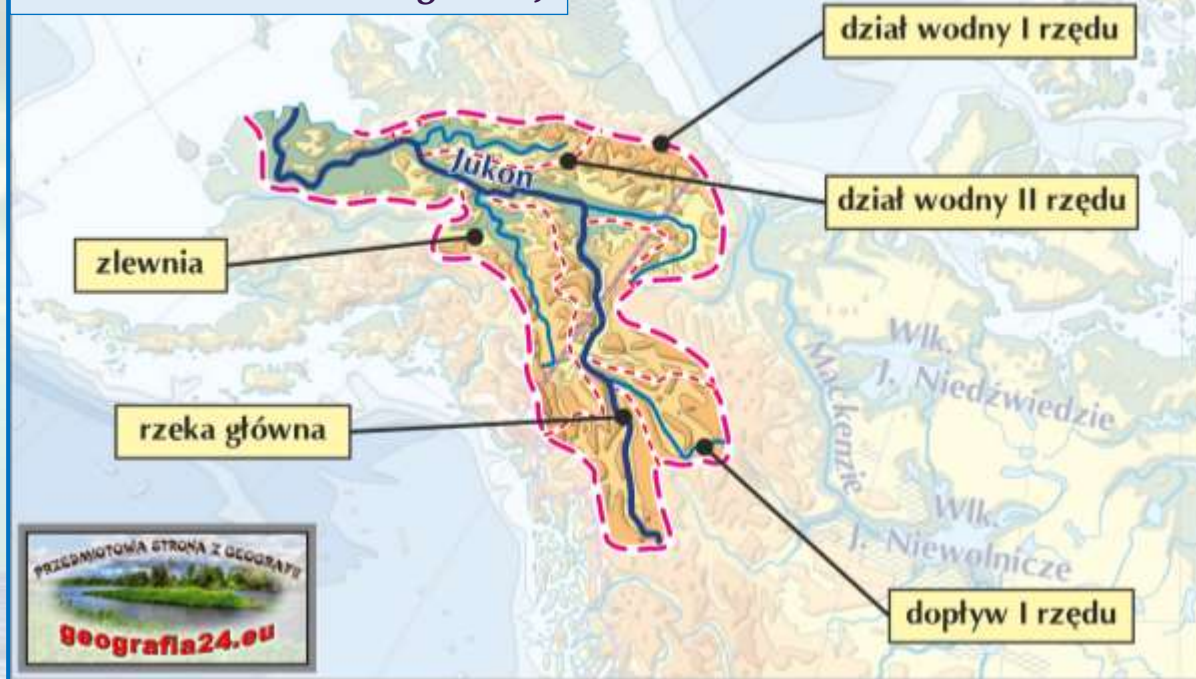 dział wodny I rzędu
Jukon
dział wodny II rzędu
zlewnia
Mackenzie
Wlk.
J. Niedźwiedzie
rzeka główna
Wlk.
J. Niewolnicze
PRZEDMIOTOWA STRONA Z GEOGRAFII
geografia24.eu
dopływ I rzędu